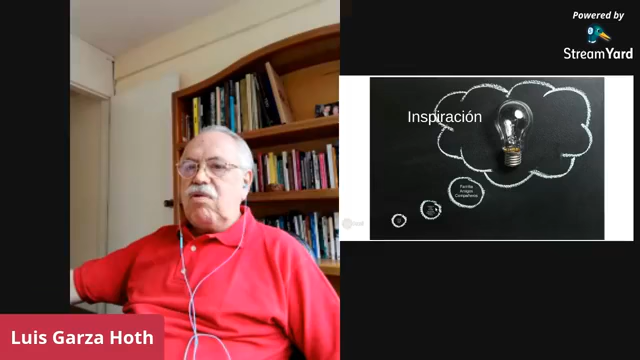 Powered by
StreamYard
Inspiración
Familia
Amigos
Compañeros
Luis Garza Hoth